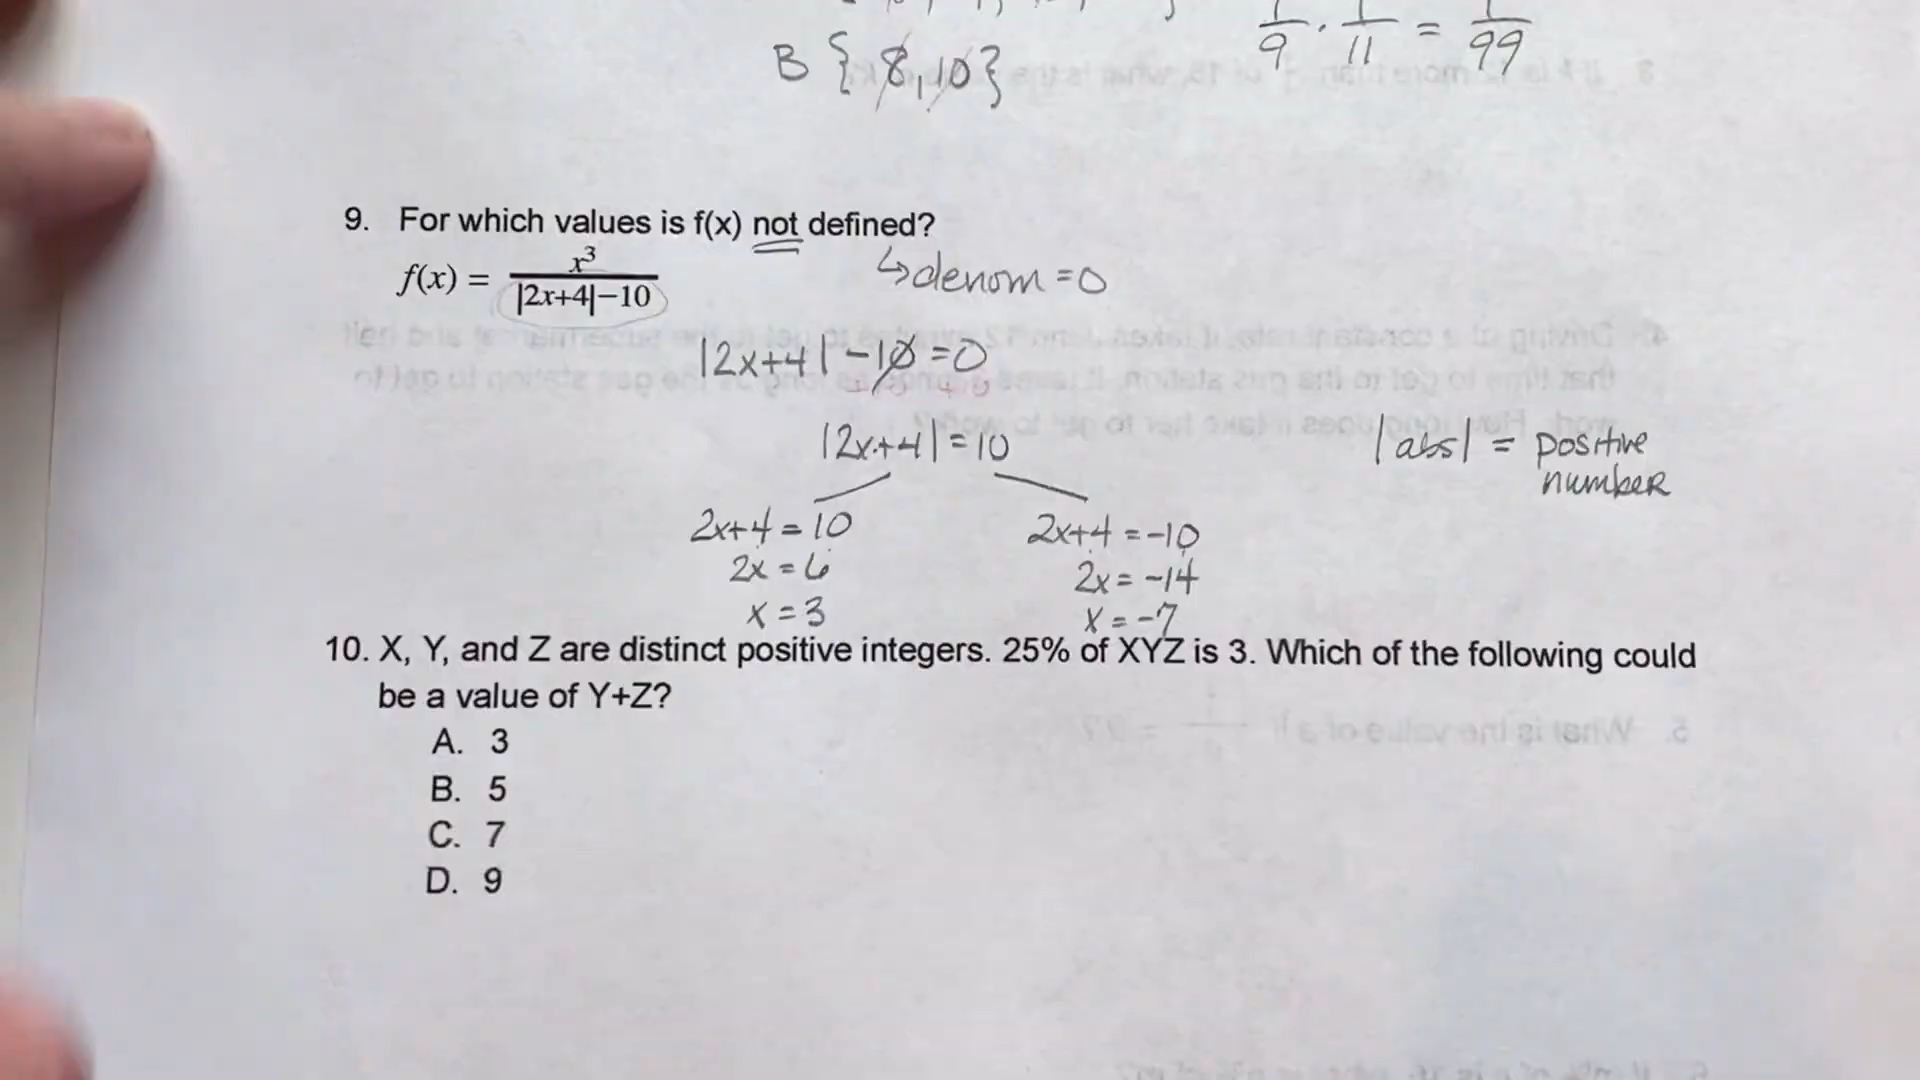 B { 8, 10}
1/9 · 1/11 = 1/99
9. For which values is f(x) not defined?
f(x) = x³ / |2x+4|−10
↳ denom = 0
|2x+4| −10 = 0
|2x+4| = 10
|abs| = positive
number
2x+4 = 10
2x+4 = -10
2x = 6
2x = -14
x = 3
x = -7
10. X, Y, and Z are distinct positive integers. 25% of XYZ is 3. Which of the following could
be a value of Y+Z?
A. 3
B. 5
C. 7
D. 9